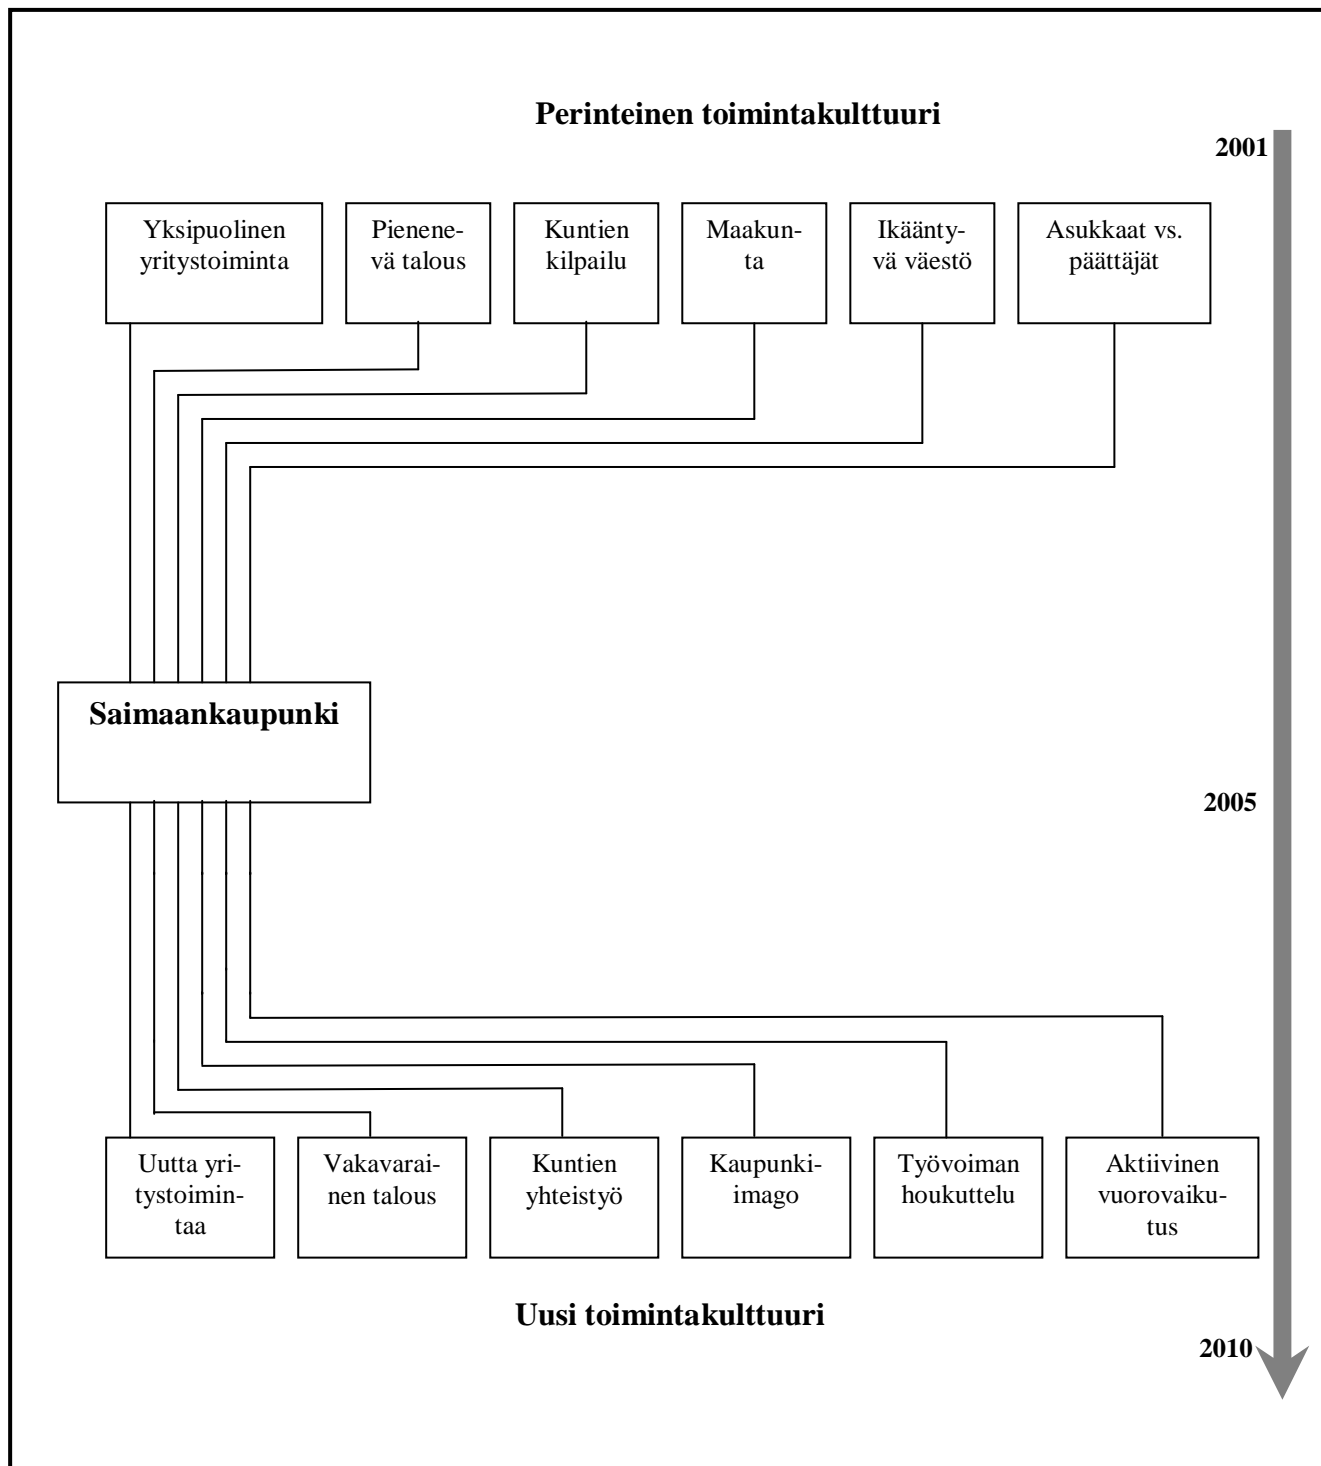 Perinteinen toimintakulttuuri
2001
Yksipuolinen
yritystoiminta
Pienene-
vä talous
Kuntien
kilpailu
Maakun-
ta
Ikäänty-
vä väestö
Asukkaat vs.
päättäjät
Saimaankaupunki
2005
Uutta yri-
tystoimin-
taa
Vakavarai-
nen talous
Kuntien
yhteistyö
Kaupunki-
imago
Työvoiman
houkuttelu
Aktiivinen
vuorovaiku-
tus
Uusi toimintakulttuuri
2010